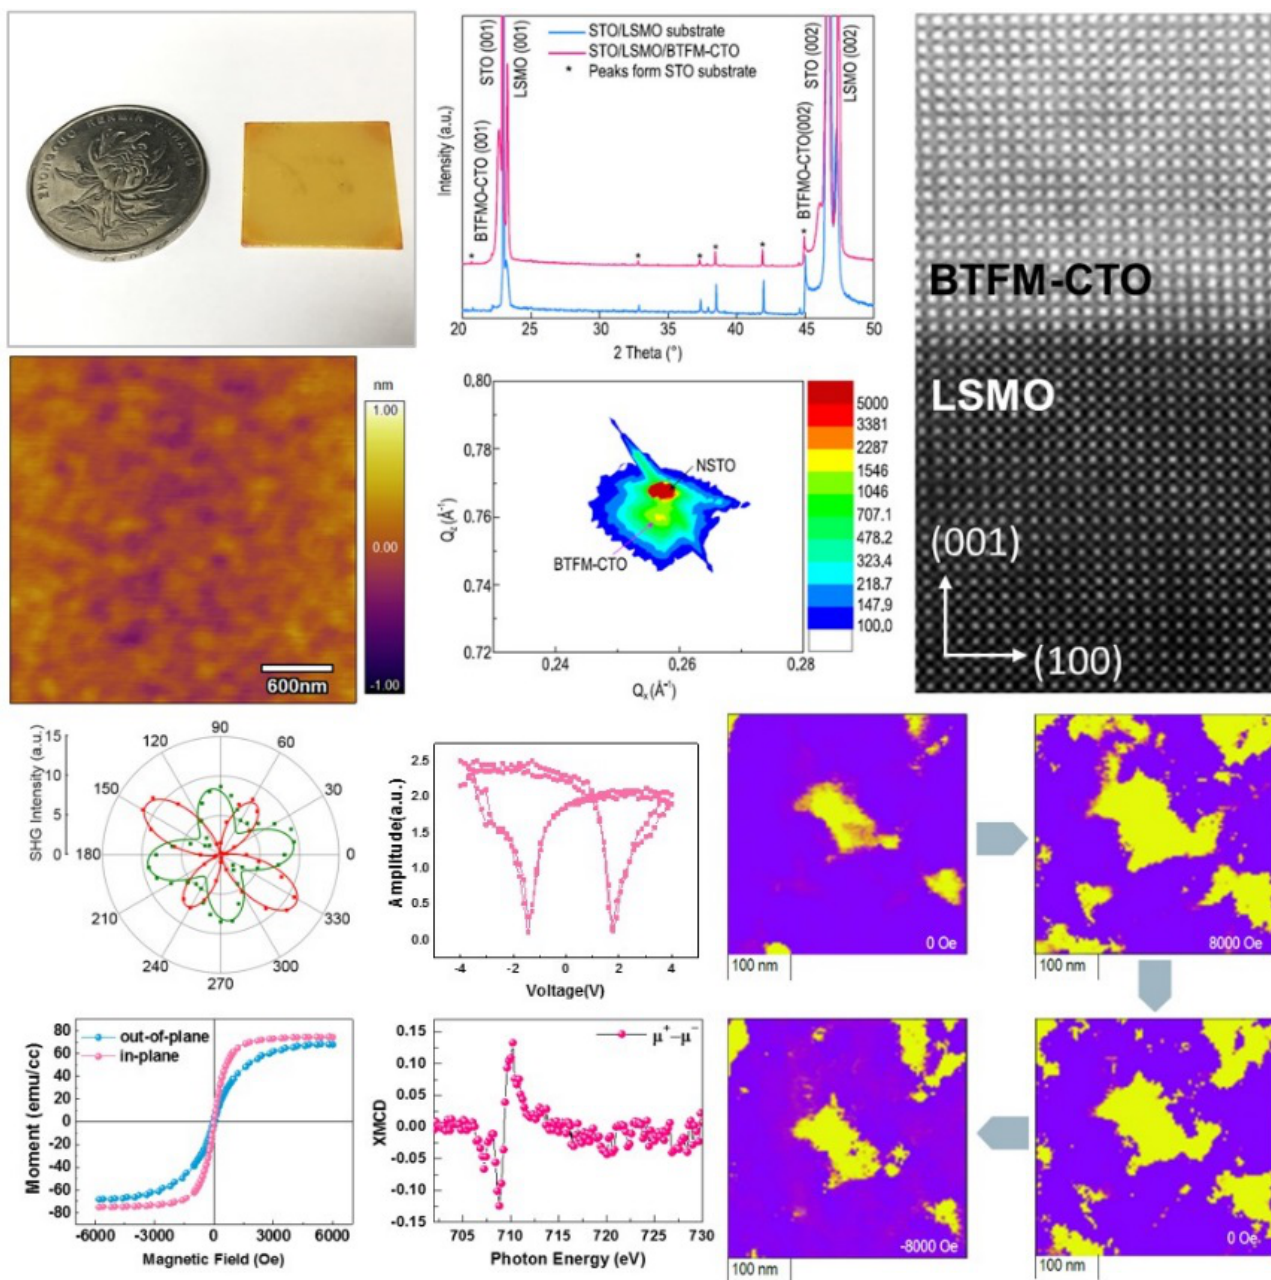 ZHONGGUO RENMIN YINHANG
STO/LSMO substrate
STO/LSMO/BTFM-CTO
* Peaks form STO substrate
BTFMO-CTO (001)
STO (001)
LSMO (001)
BTFMO-CTO(002)
STO (002)
LSMO (002)
Intensity (a.u.)
20 25 30 35 40 45 50
2 Theta (°)
BTFM-CTO
LSMO
(001)
(100)
nm
1.00
0.00
-1.00
600nm
0.80
0.78
0.76
0.74
0.72
Q_z (Å⁻¹)
NSTO
BTFM-CTO
0.24 0.26 0.28
Q_x (Å⁻¹)
5000
3381
2287
1546
1046
707.1
478.2
323.4
218.7
147.9
100.0
SHG Intensity (a.u.)
15
10
5
0
90
120 60
150 30
180 0
210 330
240 300
270
Amplitude(a.u.)
2.5
2.0
1.5
1.0
0.5
0.0
-4 -2 0 2 4
Voltage(V)
0 Oe
100 nm
8000 Oe
100 nm
Moment (emu/cc)
80
60
40
20
0
-20
-40
-60
-80
out-of-plane
in-plane
-6000 -3000 0 3000 6000
Magnetic Field (Oe)
XMCD
0.15
0.10
0.05
0.00
-0.05
-0.10
-0.15
μ⁺−μ⁻
705 710 715 720 725 730
Photon Energy (eV)
-8000Oe
100 nm
0 Oe
100 nm